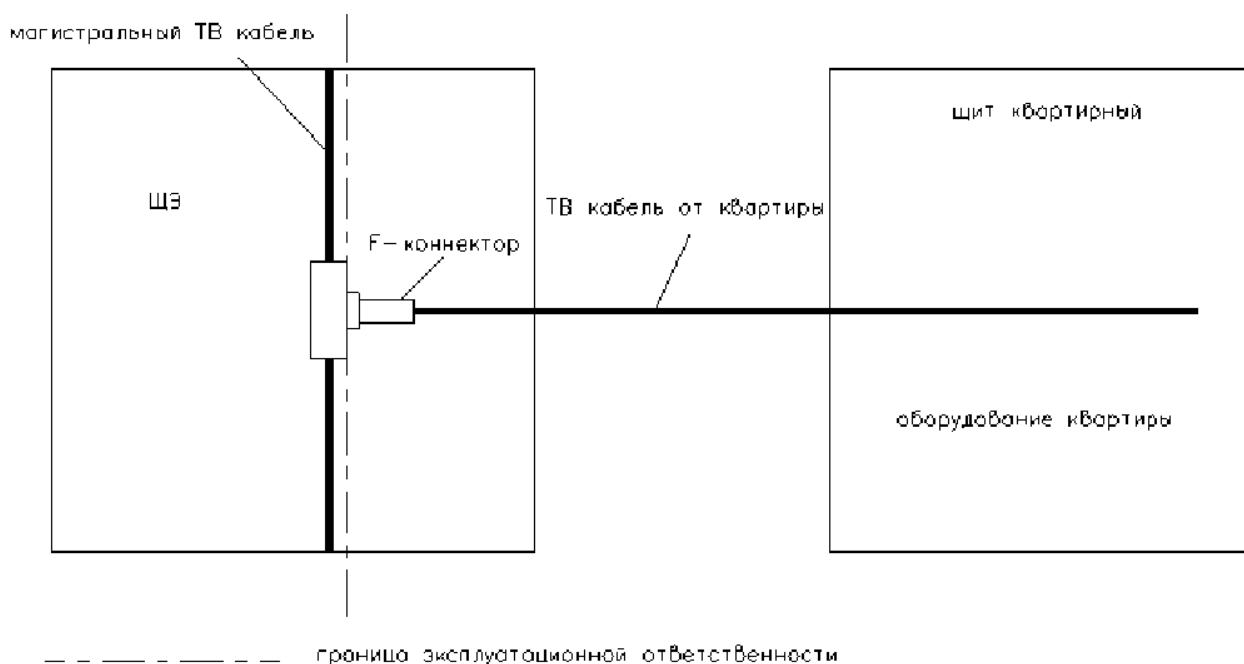 магистральный ТВ кабель
щит квартирный
ЩЭ
ТВ кабель от квартиры
F-коннектор
оборудование квартиры
граница эксплуатационной ответственности